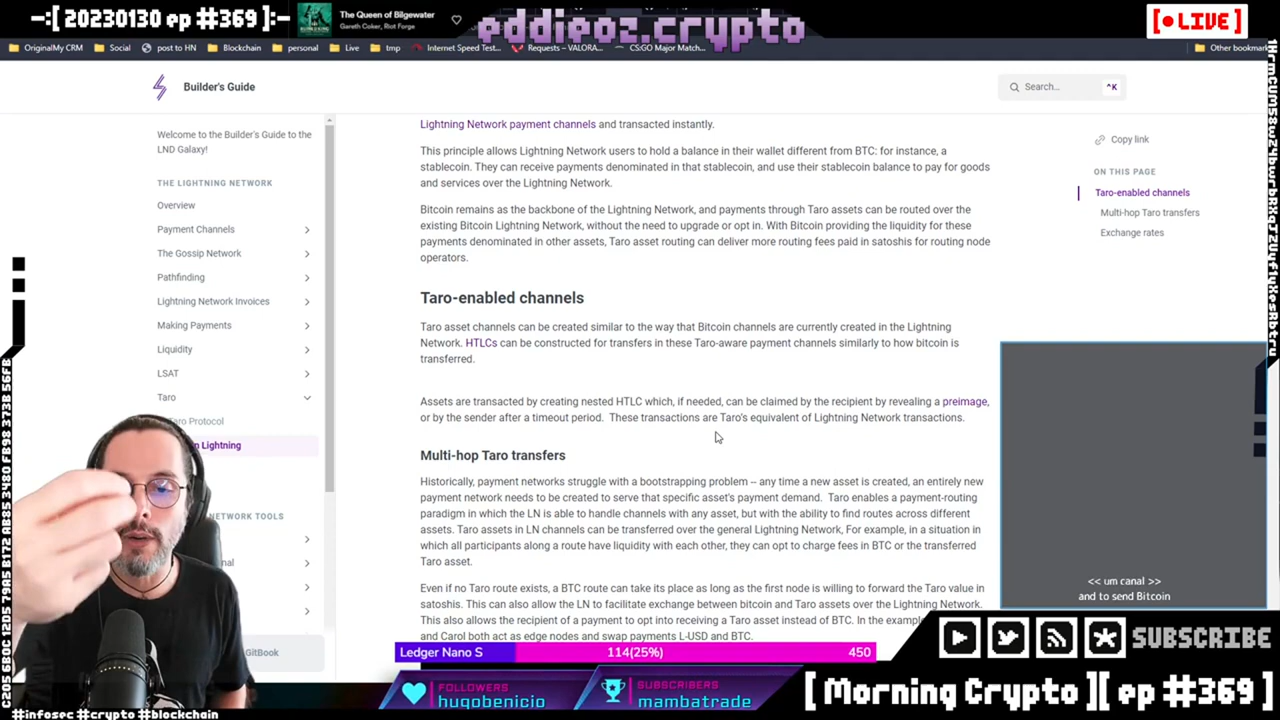 -:[ 20230130 ep #369 ]:-
The Queen of Bilgewater
Gareth Coker, Riot Forge
eddieoz.crypto
[ LIVE ]
OriginalMy CRM
Social
post to HN
Blockchain
personal
Live
tmp
Internet Speed Test...
Requests – VALORA...
CS:GO Major Match...
Other bookmark
Builder's Guide
Search...
^K
Welcome to the Builder's Guide to the
LND Galaxy!
THE LIGHTNING NETWORK
Overview
Payment Channels
The Gossip Network
Pathfinding
Lightning Network Invoices
Making Payments
Liquidity
LSAT
Taro
Taro Protocol
n Lightning
NETWORK TOOLS
GitBook
Lightning Network payment channels and transacted instantly.
This principle allows Lightning Network users to hold a balance in their wallet different from BTC: for instance, a
stablecoin. They can receive payments denominated in that stablecoin, and use their stablecoin balance to pay for goods
and services over the Lightning Network.
Bitcoin remains as the backbone of the Lightning Network, and payments through Taro assets can be routed over the
existing Bitcoin Lightning Network, without the need to upgrade or opt in. With Bitcoin providing the liquidity for these
payments denominated in other assets, Taro asset routing can deliver more routing fees paid in satoshis for routing node
operators.
Taro-enabled channels
Taro asset channels can be created similar to the way that Bitcoin channels are currently created in the Lightning
Network. HTLCs can be constructed for transfers in these Taro-aware payment channels similarly to how bitcoin is
transferred.
Assets are transacted by creating nested HTLC which, if needed, can be claimed by the recipient by revealing a preimage,
or by the sender after a timeout period. These transactions are Taro's equivalent of Lightning Network transactions.
Multi-hop Taro transfers
Historically, payment networks struggle with a bootstrapping problem – any time a new asset is created, an entirely new
payment network needs to be created to serve that specific asset's payment demand. Taro enables a payment-routing
paradigm in which the LN is able to handle channels with any asset, but with the ability to find routes across different
assets. Taro assets in LN channels can be transferred over the general Lightning Network, For example, in a situation in
which all participants along a route have liquidity with each other, they can opt to charge fees in BTC or the transferred
Taro asset.
Even if no Taro route exists, a BTC route can take its place as long as the first node is willing to forward the Taro value in
satoshis. This can also allow the LN to facilitate exchange between bitcoin and Taro assets over the Lightning Network.
This also allows the recipient of a payment to opt into receiving a Taro asset instead of BTC. In the example
and Carol both act as edge nodes and swap payments L-USD and BTC.
Copy link
ON THIS PAGE
Taro-enabled channels
Multi-hop Taro transfers
Exchange rates
<< um canal >>
and to send Bitcoin
Ledger Nano S
114(25%)
450
FOLLOWERS
hugobenicio
SUBSCRIBERS
mambatrade
SUBSCRIBE
[ Morning Crypto ][ ep #369 ]
#infosec #crypto #blockchain